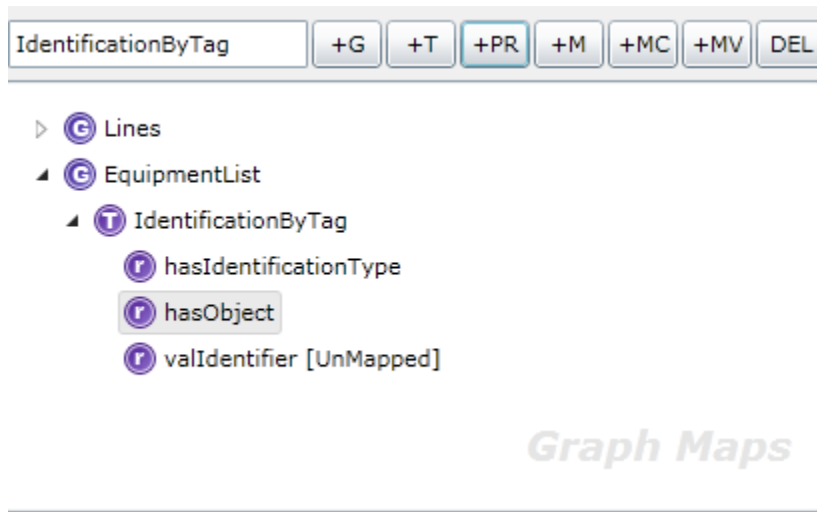 IdentificationByTag +G +T +PR +M +MC +MV DEL
G Lines
G EquipmentList
T IdentificationByTag
r hasIdentificationType
r hasObject
r valIdentifier [UnMapped]
Graph Maps